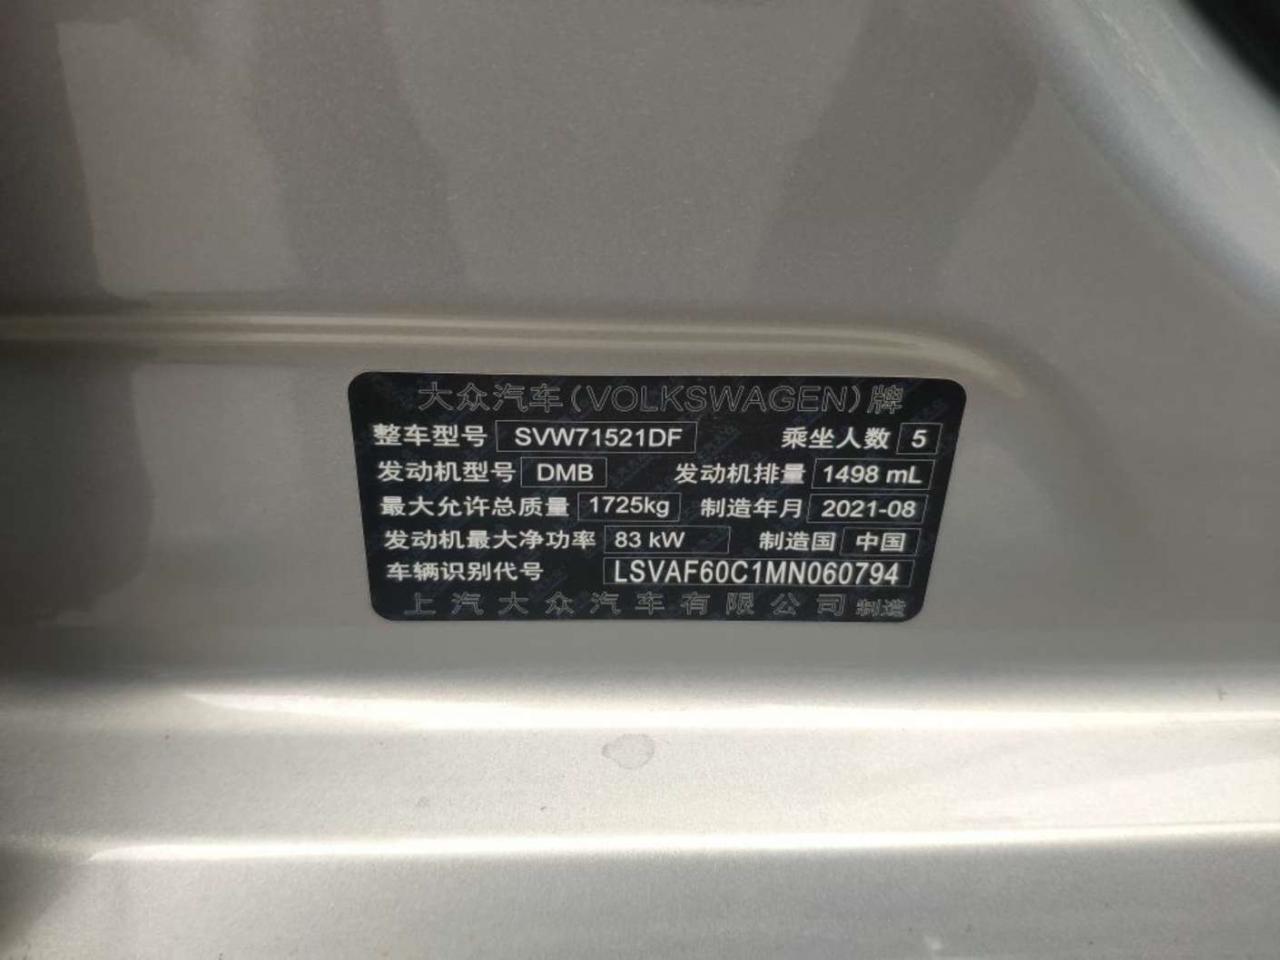 大众汽车(VOLKSWAGEN)牌
整车型号 SVW71521DF 乘坐人数 5
发动机型号 DMB 发动机排量 1498 mL
最大允许总质量 1725kg 制造年月 2021-08
发动机最大净功率 83 kW 制造国 中国
车辆识别代号 LSVAF60C1MN060794
上汽大众汽车有限公司 制造